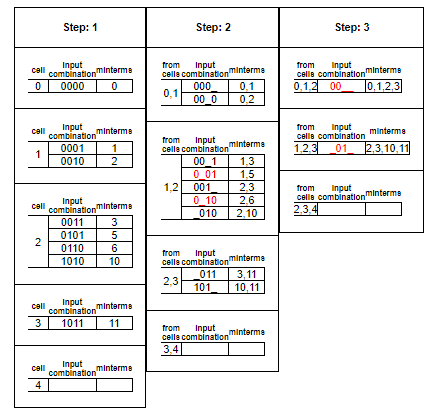 Step: 1
cell input combination minterms
0 0000 0
cell input combination minterms
1 0001 1
0010 2
cell input combination minterms
2 0011 3
0101 5
0110 6
1010 10
cell input combination minterms
3 1011 11
cell input combination minterms
4
Step: 2
from cells input combination minterms
0,1 000_ 0,1
00_0 0,2
from cells input combination minterms
1,2 00_1 1,3
0_01 1,5
001_ 2,3
0_10 2,6
_010 2,10
from cells input combination minterms
2,3 _011 3,11
101_ 10,11
from cells input combination minterms
3,4
Step: 3
from cells input combination minterms
0,1,2 00__ 0,1,2,3
from cells input combination minterms
1,2,3 _01_ 2,3,10,11
from cells input combination minterms
2,3,4